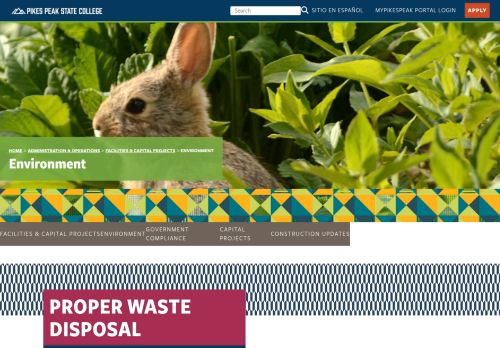 PIKES PEAK STATE COLLEGE
Search
SITIO EN ESPAÑOL
MYPIKESPEAK PORTAL LOGIN
APPLY
HOME > ADMINISTRATION & OPERATIONS > FACILITIES & CAPITAL PROJECTS > ENVIRONMENT
Environment
FACILITIES & CAPITAL PROJECTS
ENVIRONMENT
GOVERNMENT
COMPLIANCE
CAPITAL
PROJECTS
CONSTRUCTION UPDATES
PROPER WASTE
DISPOSAL